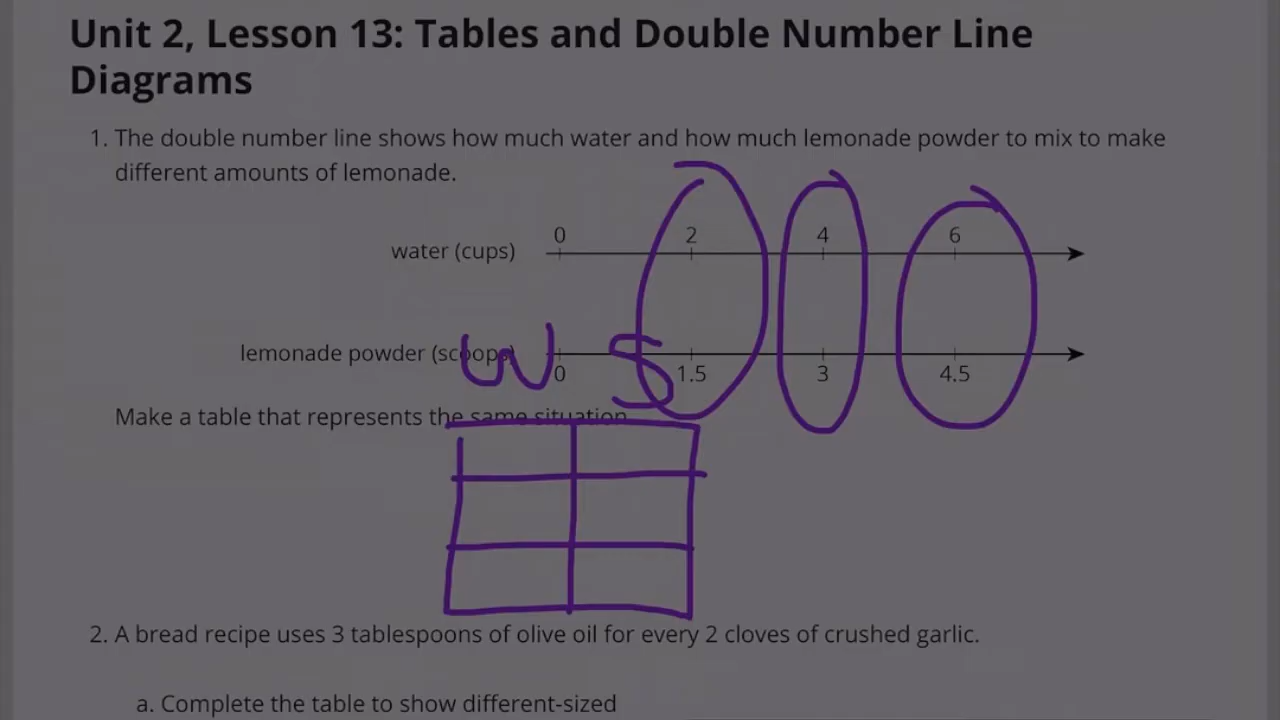 Unit 2, Lesson 13: Tables and Double Number Line
Diagrams
1. The double number line shows how much water and how much lemonade powder to mix to make
different amounts of lemonade.
0 2 4 6
water (cups)
W S
lemonade powder (scoops)
0 1.5 3 4.5
Make a table that represents the same situation.
2. A bread recipe uses 3 tablespoons of olive oil for every 2 cloves of crushed garlic.
a. Complete the table to show different-sized